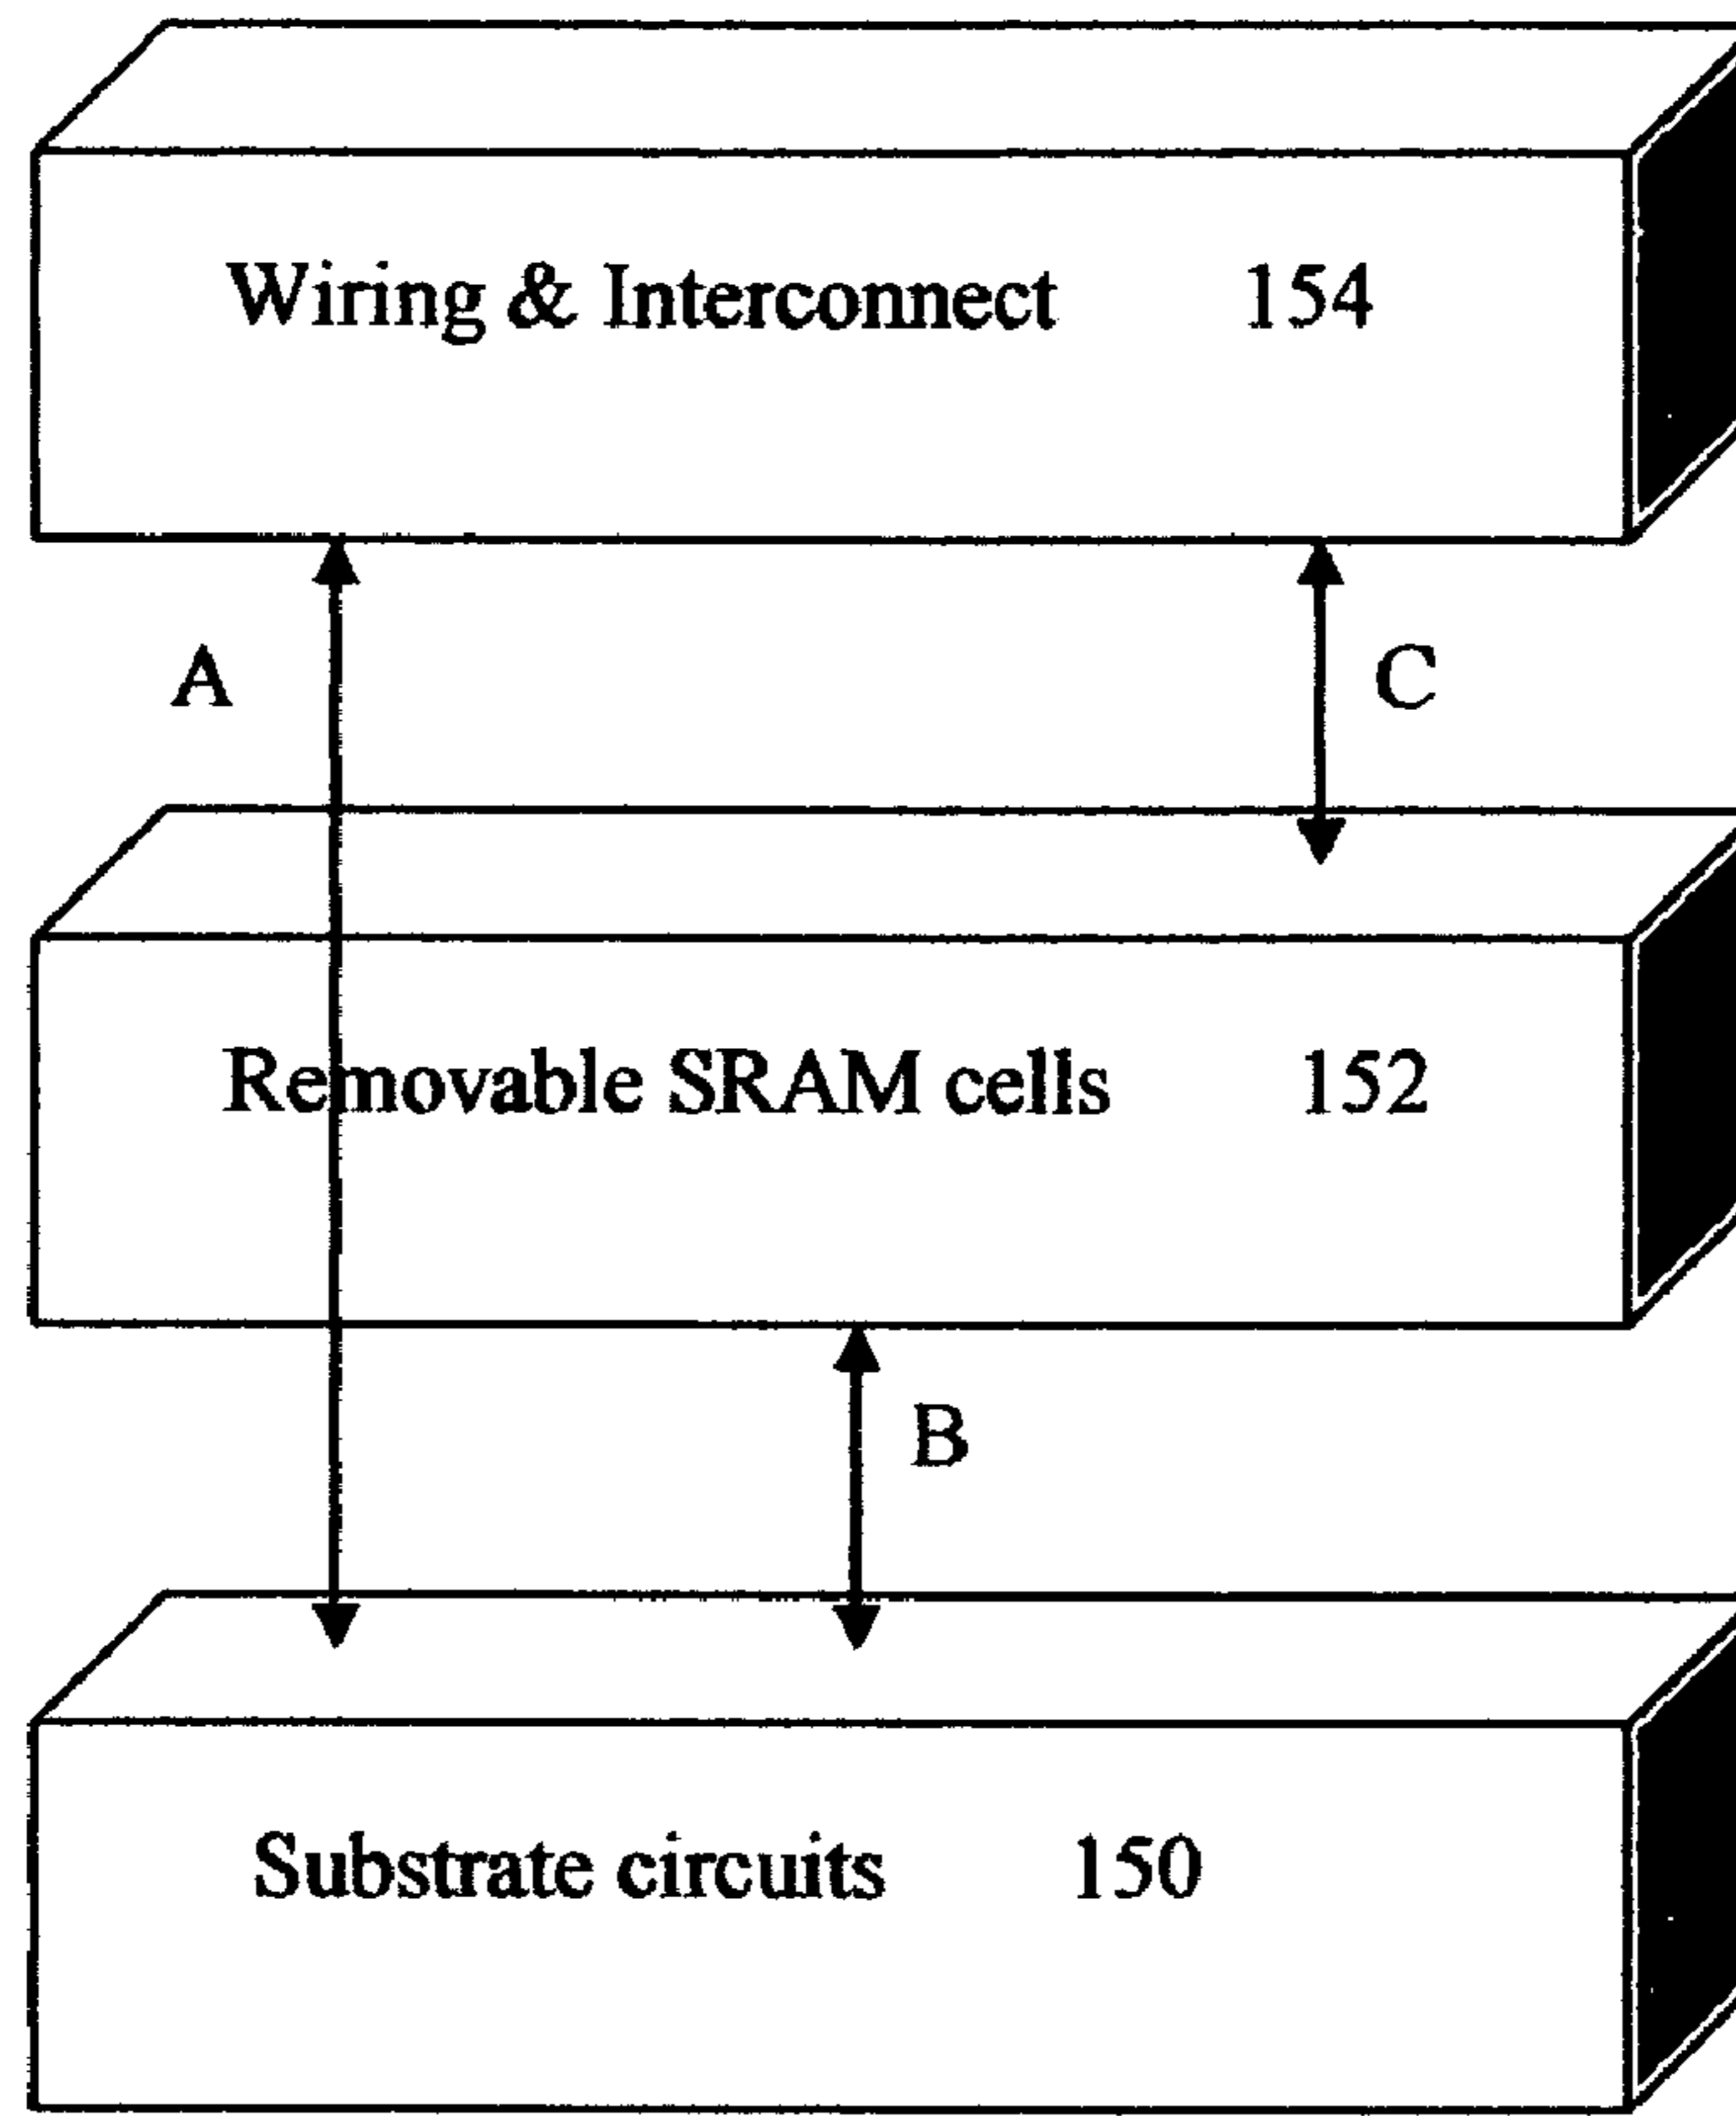 Wiring & Interconnect 154
A
C
Removable SRAM cells 152
B
Substrate circuits 150